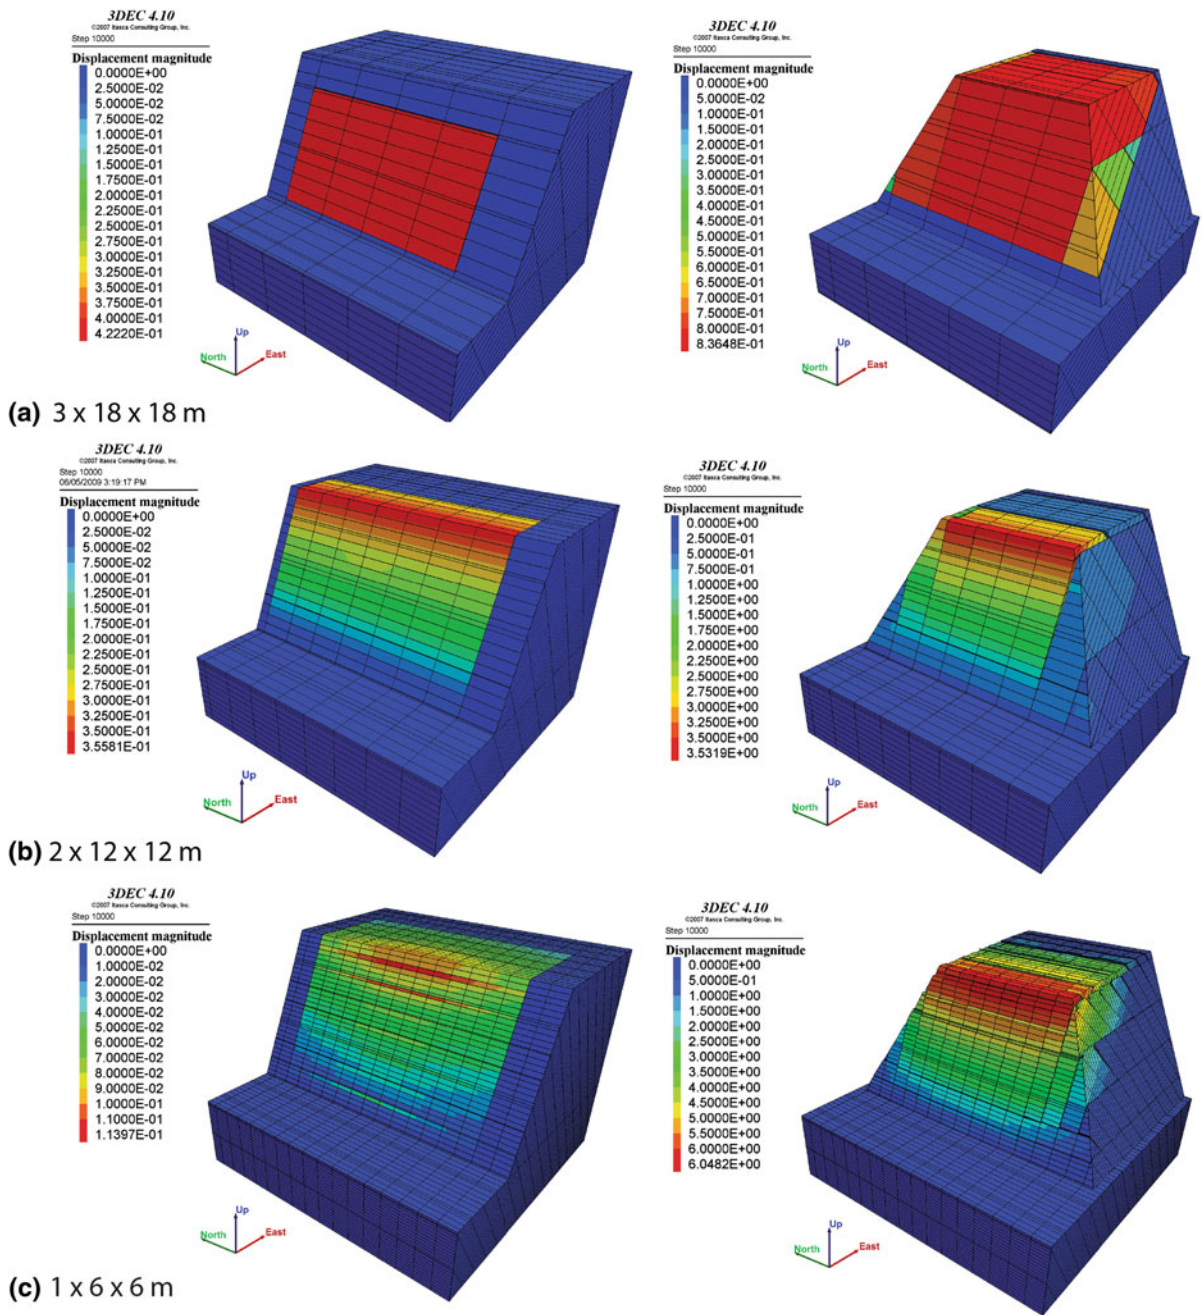 3DEC 4.10
©2007 Itasca Consulting Group, Inc.
Step 10000
Displacement magnitude
0.0000E+00
2.5000E-02
5.0000E-02
7.5000E-02
1.0000E-01
1.2500E-01
1.5000E-01
1.7500E-01
2.0000E-01
2.2500E-01
2.5000E-01
2.7500E-01
3.0000E-01
3.2500E-01
3.5000E-01
3.7500E-01
4.0000E-01
4.2220E-01
Up
North
East
3DEC 4.10
©2007 Itasca Consulting Group, Inc.
Step 10000
Displacement magnitude
0.0000E+00
5.0000E-02
1.0000E-01
1.5000E-01
2.0000E-01
2.5000E-01
3.0000E-01
3.5000E-01
4.0000E-01
4.5000E-01
5.0000E-01
5.5000E-01
6.0000E-01
6.5000E-01
7.0000E-01
7.5000E-01
8.0000E-01
8.3648E-01
Up
North
East
(a) 3 x 18 x 18 m
3DEC 4.10
©2007 Itasca Consulting Group, Inc.
Step 10000
06/05/2009 3:19:17 PM
Displacement magnitude
0.0000E+00
2.5000E-02
5.0000E-02
7.5000E-02
1.0000E-01
1.2500E-01
1.5000E-01
1.7500E-01
2.0000E-01
2.2500E-01
2.5000E-01
2.7500E-01
3.0000E-01
3.2500E-01
3.5000E-01
3.5581E-01
Up
North
East
3DEC 4.10
©2007 Itasca Consulting Group, Inc.
Step 10000
Displacement magnitude
0.0000E+00
2.5000E-01
5.0000E-01
7.5000E-01
1.0000E+00
1.2500E+00
1.5000E+00
1.7500E+00
2.0000E+00
2.2500E+00
2.5000E+00
2.7500E+00
3.0000E+00
3.2500E+00
3.5000E+00
3.5319E+00
Up
North
East
(b) 2 x 12 x 12 m
3DEC 4.10
©2007 Itasca Consulting Group, Inc.
Step 10000
Displacement magnitude
0.0000E+00
1.0000E-02
2.0000E-02
3.0000E-02
4.0000E-02
5.0000E-02
6.0000E-02
7.0000E-02
8.0000E-02
9.0000E-02
1.0000E-01
1.1000E-01
1.1397E-01
Up
North
East
3DEC 4.10
©2007 Itasca Consulting Group, Inc.
Step 10000
Displacement magnitude
0.0000E+00
5.0000E-01
1.0000E+00
1.5000E+00
2.0000E+00
2.5000E+00
3.0000E+00
3.5000E+00
4.0000E+00
4.5000E+00
5.0000E+00
5.5000E+00
6.0000E+00
6.0482E+00
Up
North
East
(c) 1 x 6 x 6 m